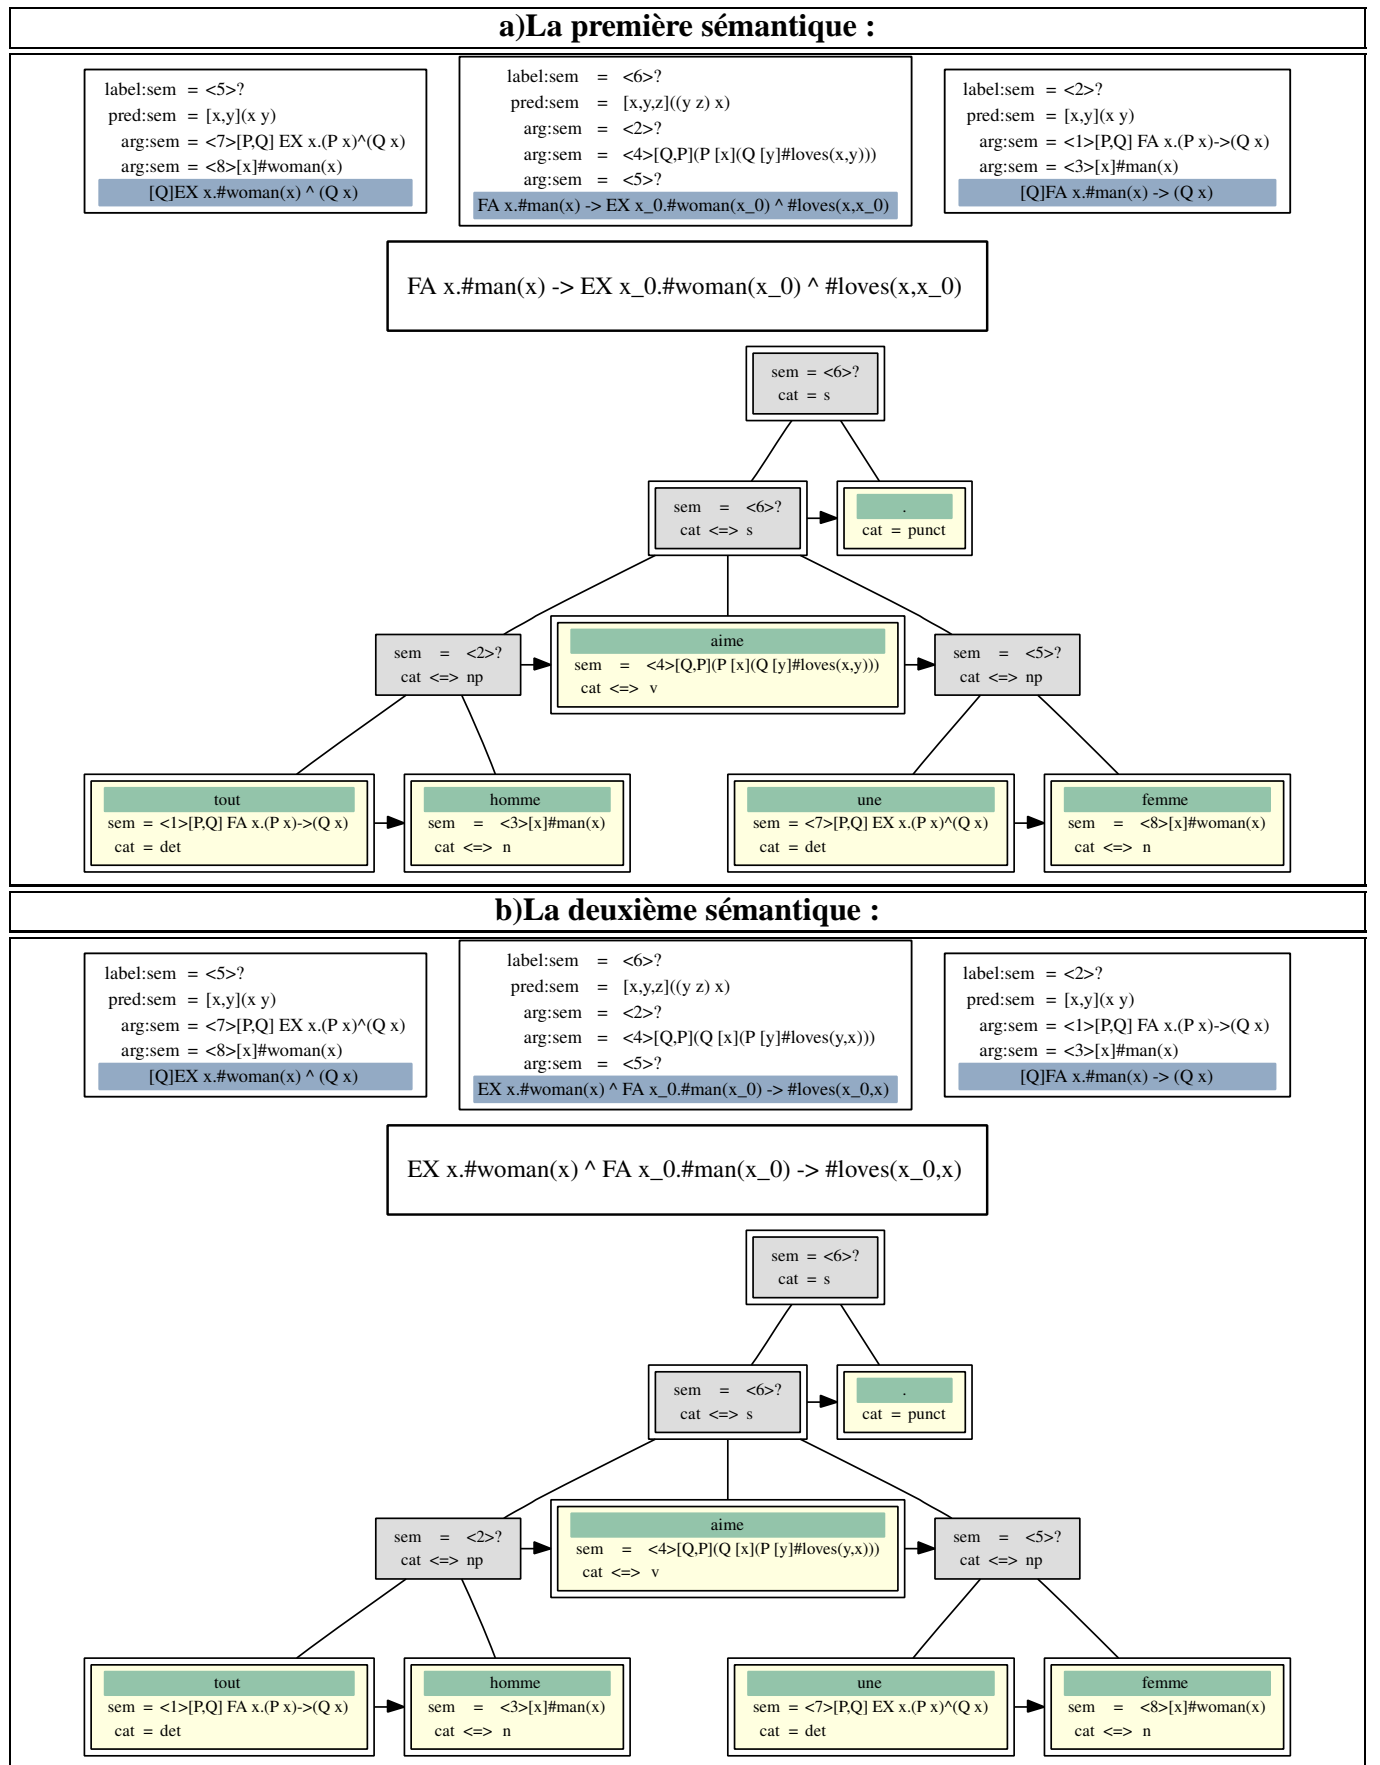 a)La première sémantique :
label:sem = <5>?
pred:sem = [x,y](x y)
arg:sem = <7>[P,Q] EX x.(P x)^(Q x)
arg:sem = <8>[x]#woman(x)
[Q]EX x.#woman(x) ^ (Q x)
label:sem = <6>?
pred:sem = [x,y,z]((y z) x)
arg:sem = <2>?
arg:sem = <4>[Q,P](P [x](Q [y]#loves(x,y)))
arg:sem = <5>?
FA x.#man(x) -> EX x_0.#woman(x_0) ^ #loves(x,x_0)
label:sem = <2>?
pred:sem = [x,y](x y)
arg:sem = <1>[P,Q] FA x.(P x)->(Q x)
arg:sem = <3>[x]#man(x)
[Q]FA x.#man(x) -> (Q x)
FA x.#man(x) -> EX x_0.#woman(x_0) ^ #loves(x,x_0)
sem = <6>?
cat = s
sem = <6>?
cat <=> s
.
cat = punct
sem = <2>?
cat <=> np
aime
sem = <4>[Q,P](P [x](Q [y]#loves(x,y)))
cat <=> v
sem = <5>?
cat <=> np
tout
sem = <1>[P,Q] FA x.(P x)->(Q x)
cat = det
homme
sem = <3>[x]#man(x)
cat <=> n
une
sem = <7>[P,Q] EX x.(P x)^(Q x)
cat = det
femme
sem = <8>[x]#woman(x)
cat <=> n
b)La deuxième sémantique :
label:sem = <5>?
pred:sem = [x,y](x y)
arg:sem = <7>[P,Q] EX x.(P x)^(Q x)
arg:sem = <8>[x]#woman(x)
[Q]EX x.#woman(x) ^ (Q x)
label:sem = <6>?
pred:sem = [x,y,z]((y z) x)
arg:sem = <2>?
arg:sem = <4>[Q,P](Q [x](P [y]#loves(y,x)))
arg:sem = <5>?
EX x.#woman(x) ^ FA x_0.#man(x_0) -> #loves(x_0,x)
label:sem = <2>?
pred:sem = [x,y](x y)
arg:sem = <1>[P,Q] FA x.(P x)->(Q x)
arg:sem = <3>[x]#man(x)
[Q]FA x.#man(x) -> (Q x)
EX x.#woman(x) ^ FA x_0.#man(x_0) -> #loves(x_0,x)
sem = <6>?
cat = s
sem = <6>?
cat <=> s
.
cat = punct
sem = <2>?
cat <=> np
aime
sem = <4>[Q,P](Q [x](P [y]#loves(y,x)))
cat <=> v
sem = <5>?
cat <=> np
tout
sem = <1>[P,Q] FA x.(P x)->(Q x)
cat = det
homme
sem = <3>[x]#man(x)
cat <=> n
une
sem = <7>[P,Q] EX x.(P x)^(Q x)
cat = det
femme
sem = <8>[x]#woman(x)
cat <=> n